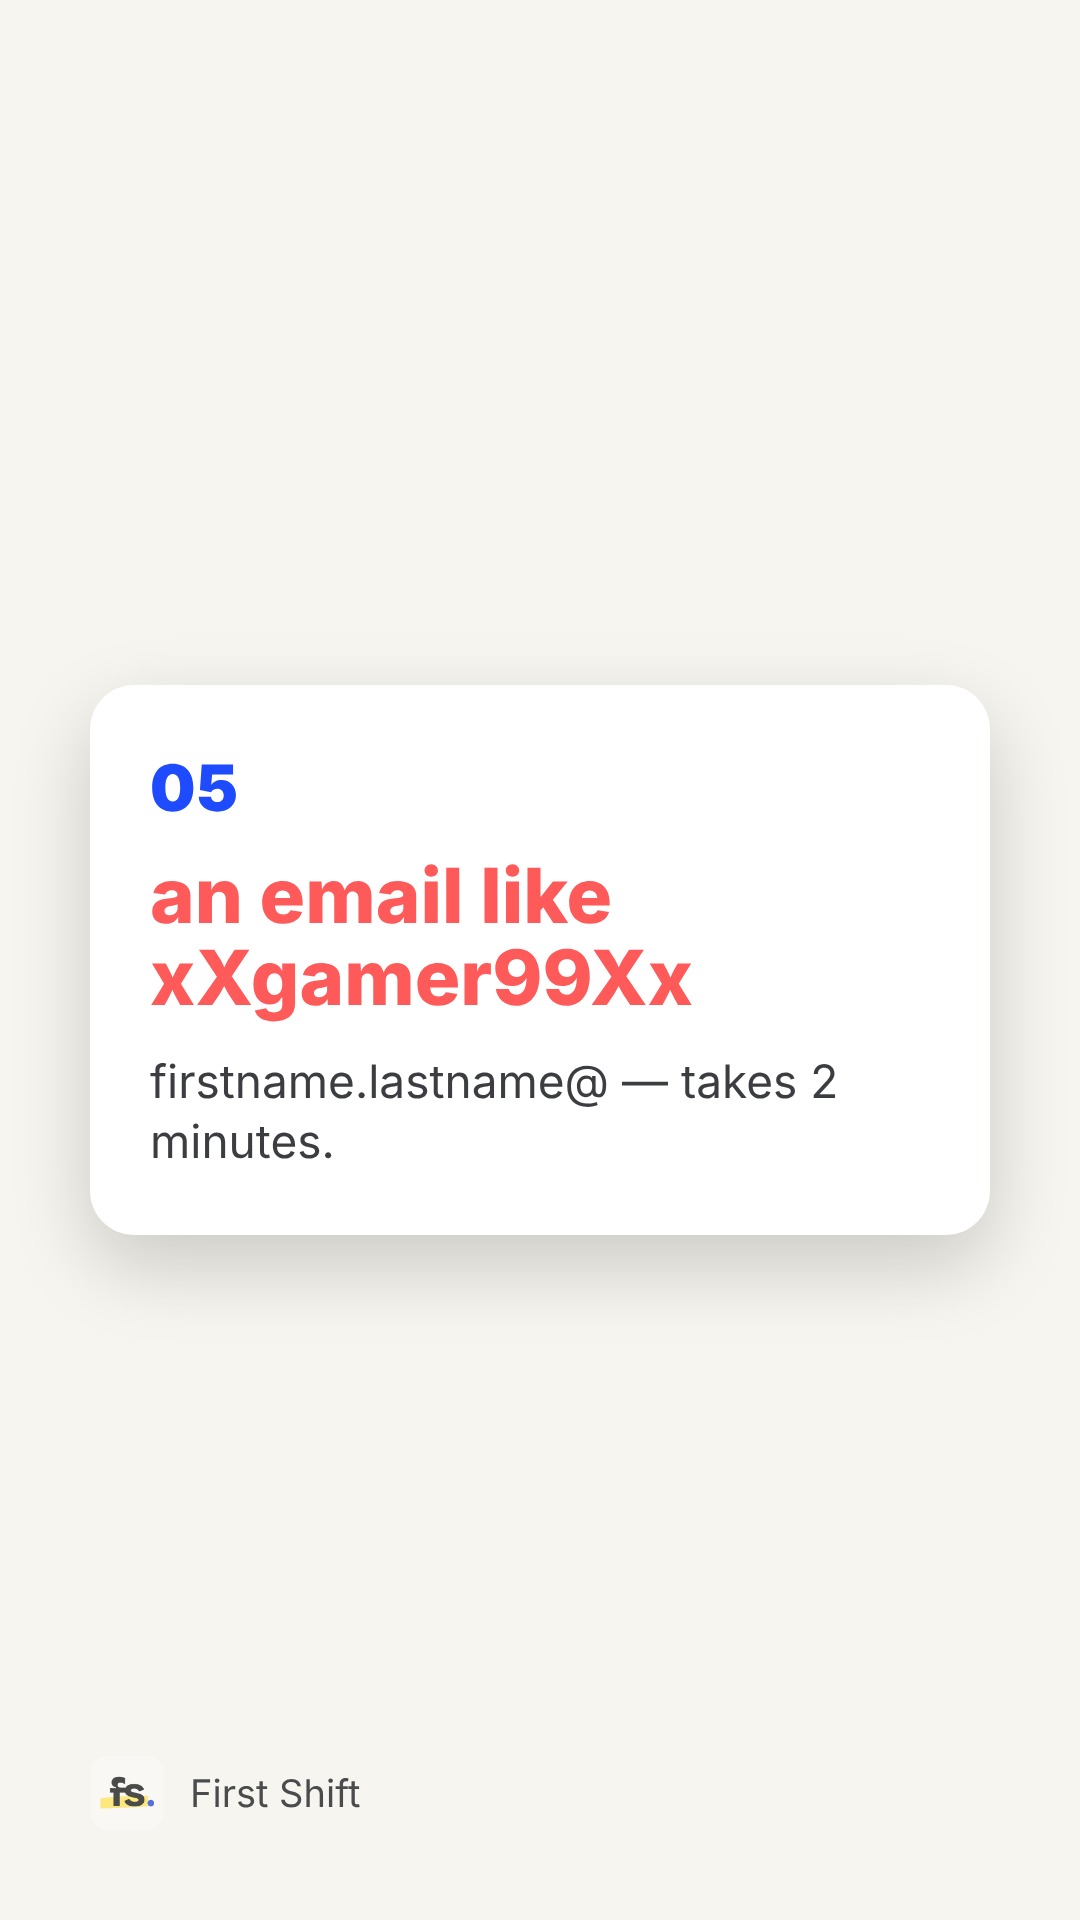 05
an email like
xXgamer99Xx
firstname.lastname@ — takes 2
minutes.
fs.
First Shift